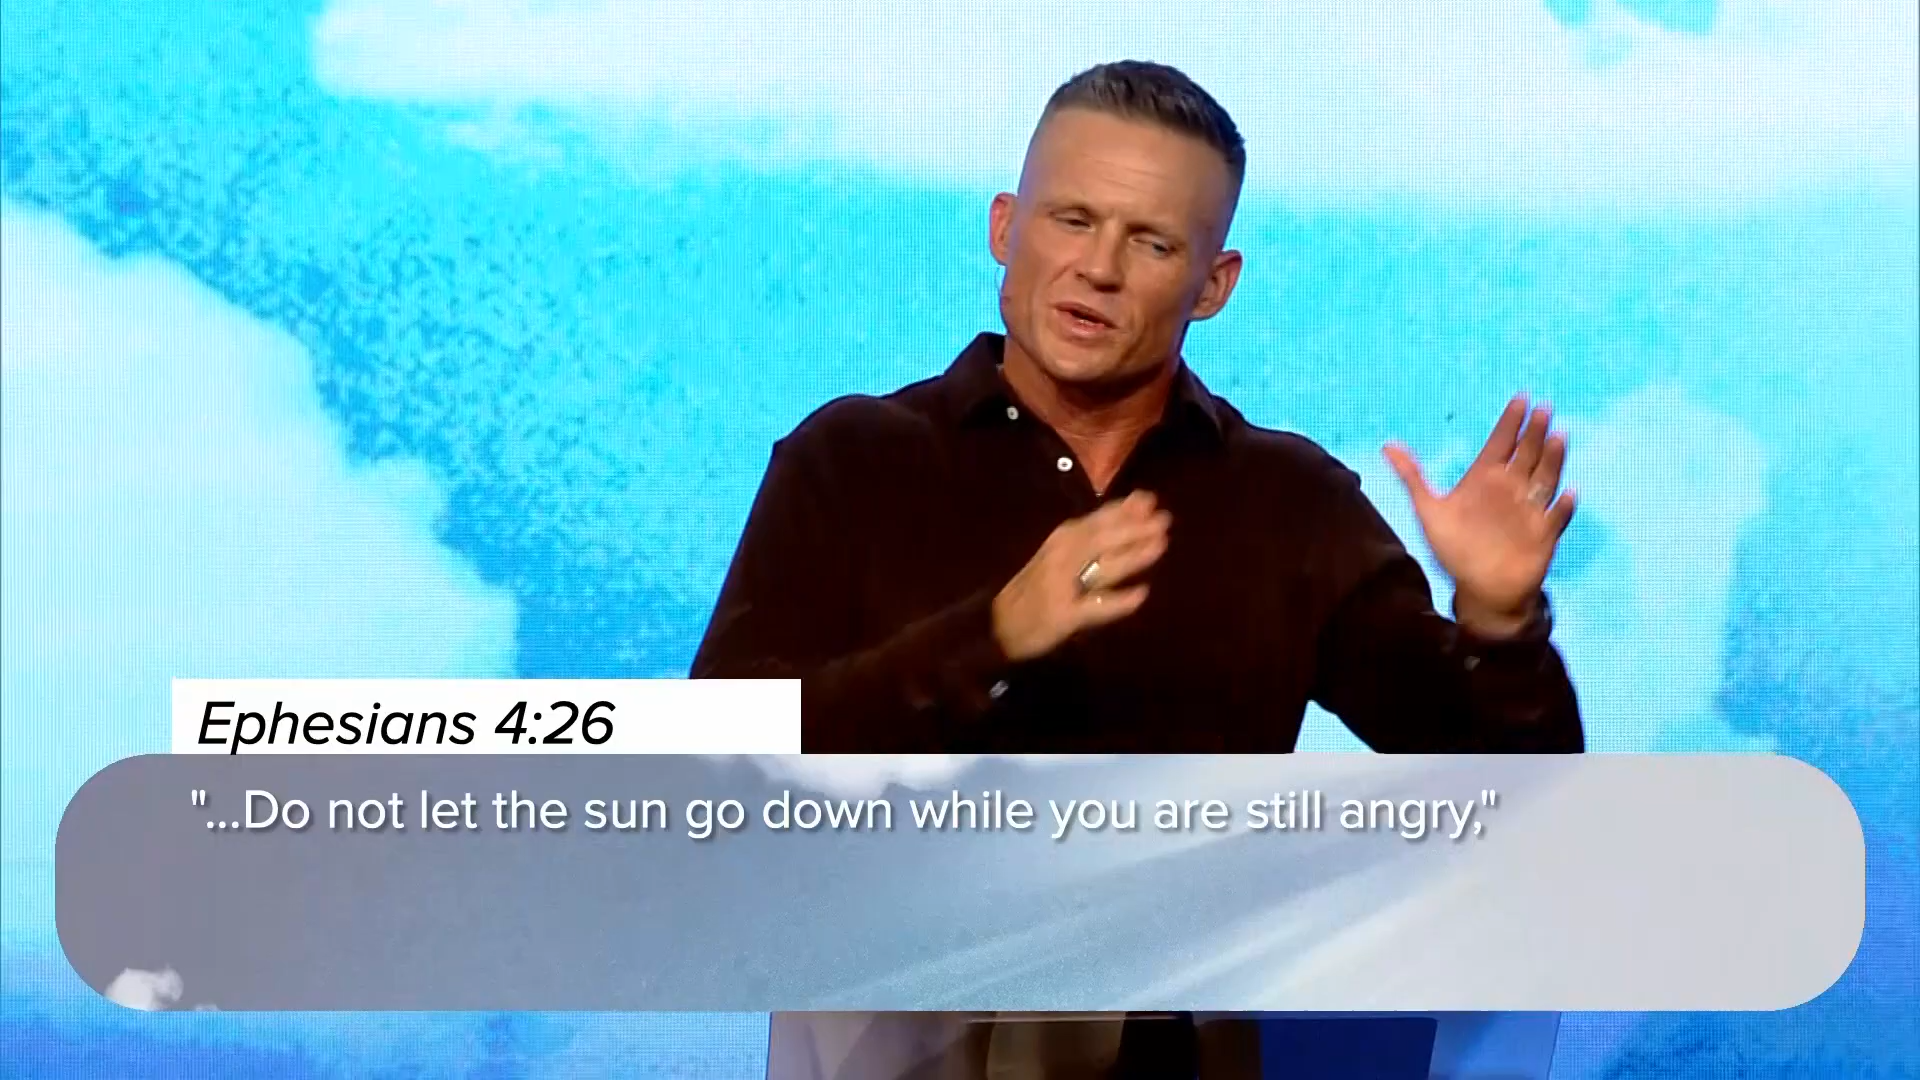 Ephesians 4:26
"...Do not let the sun go down while you are still angry,"